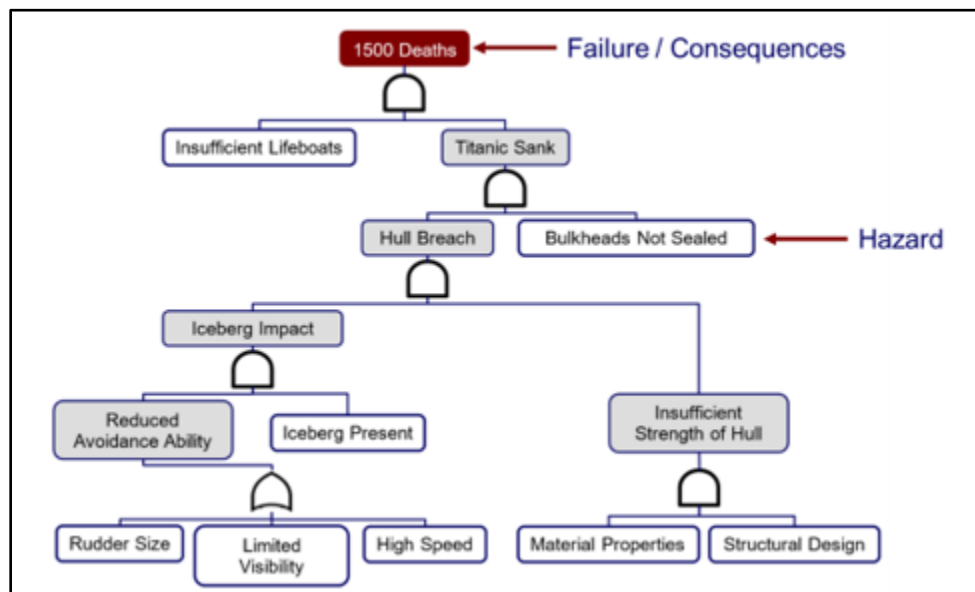 1500 Deaths
Failure / Consequences
Insufficient Lifeboats
Titanic Sank
Hull Breach
Bulkheads Not Sealed
Hazard
Iceberg Impact
Reduced
Avoidance Ability
Iceberg Present
Insufficient
Strength of Hull
Rudder Size
Limited
Visibility
High Speed
Material Properties
Structural Design